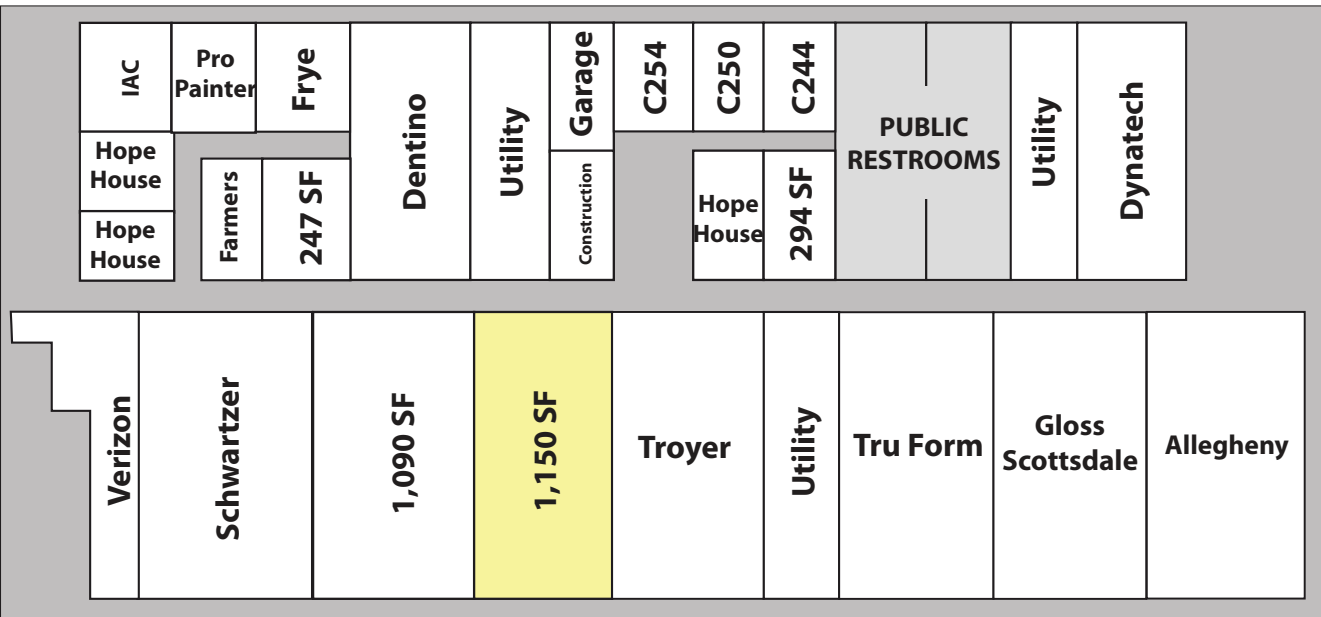 IAC
Pro
Painter
Frye
Dentino
Utility
Garage
C254
C250
C244
PUBLIC
RESTROOMS
Utility
Dynatech
Hope
House
Hope
House
Farmers
247 SF
Construction
Hope
House
294 SF
Verizon
Schwartzer
1,090 SF
1,150 SF
Troyer
Utility
Tru Form
Gloss
Scottsdale
Allegheny